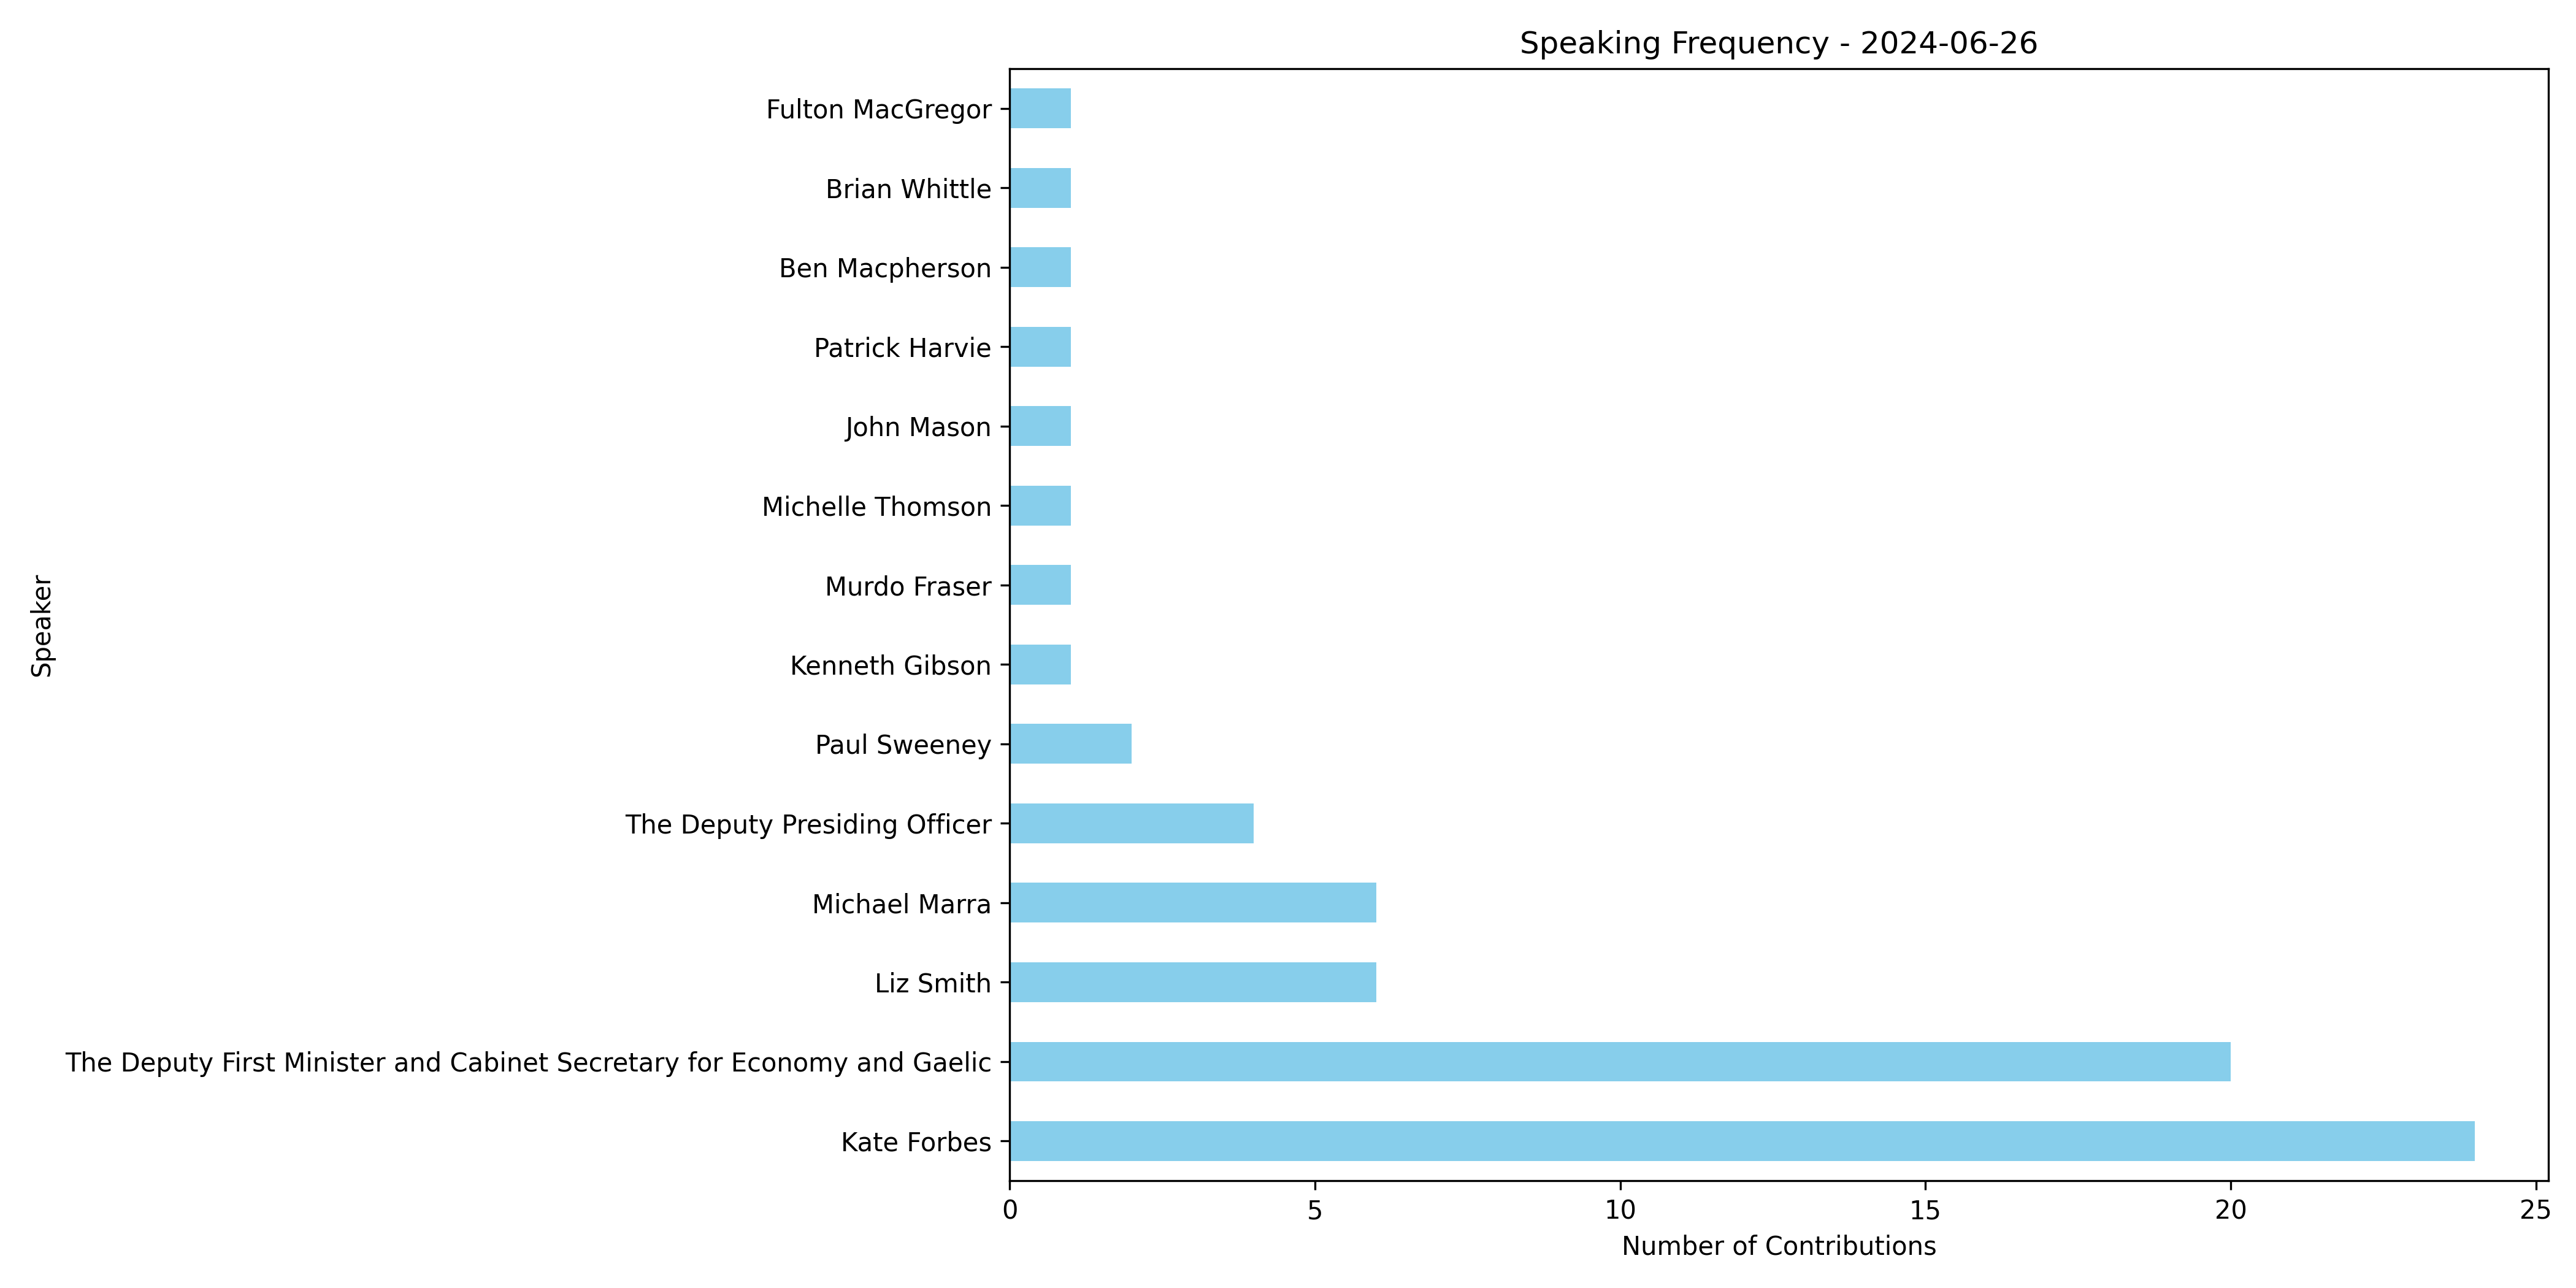 Speaking Frequency - 2024-06-26
Fulton MacGregor
Brian Whittle
Ben Macpherson
Patrick Harvie
John Mason
Michelle Thomson
Murdo Fraser
Kenneth Gibson
Paul Sweeney
The Deputy Presiding Officer
Michael Marra
Liz Smith
The Deputy First Minister and Cabinet Secretary for Economy and Gaelic
Kate Forbes
Speaker
0 5 10 15 20 25
Number of Contributions